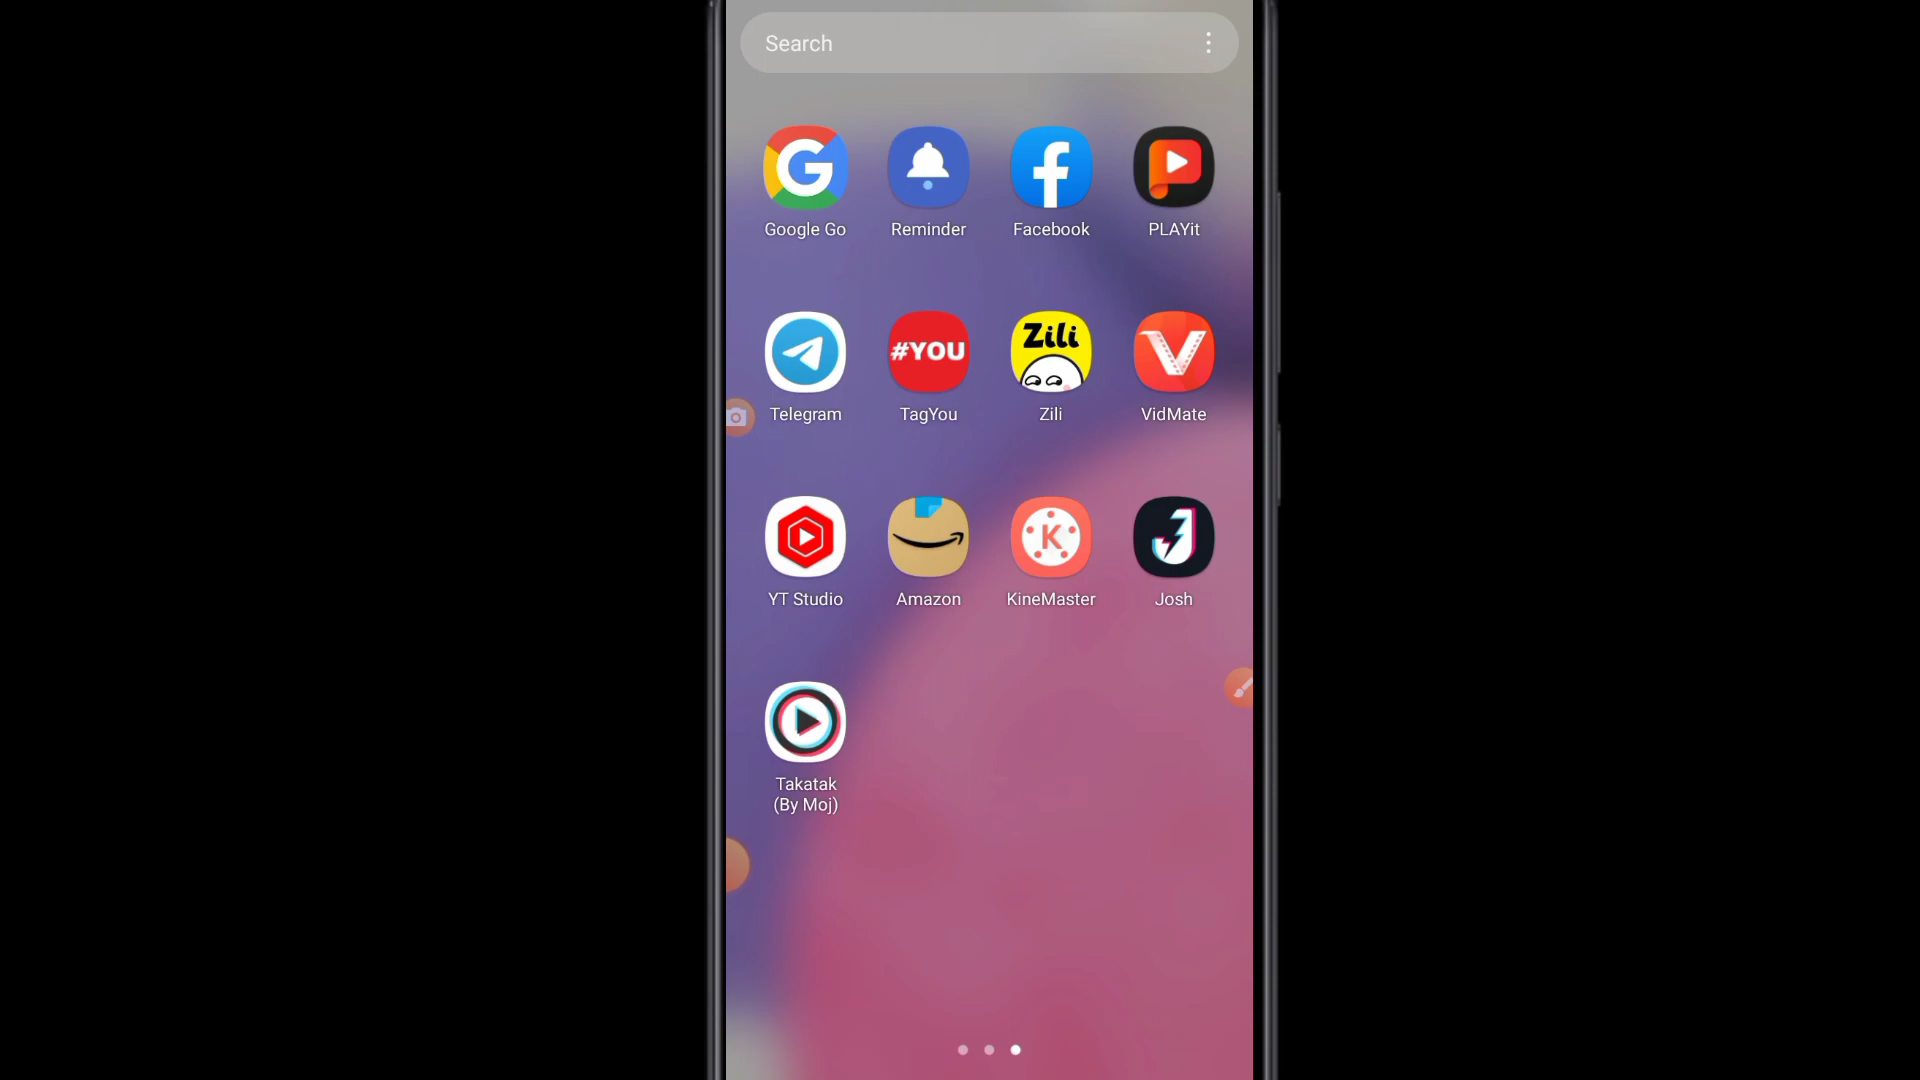 Search
Google Go
Reminder
Facebook
PLAYit
#YOU
Zili
Telegram
TagYou
Zili
VidMate
K
YT Studio
Amazon
KineMaster
Josh
Takatak
(By Moj)